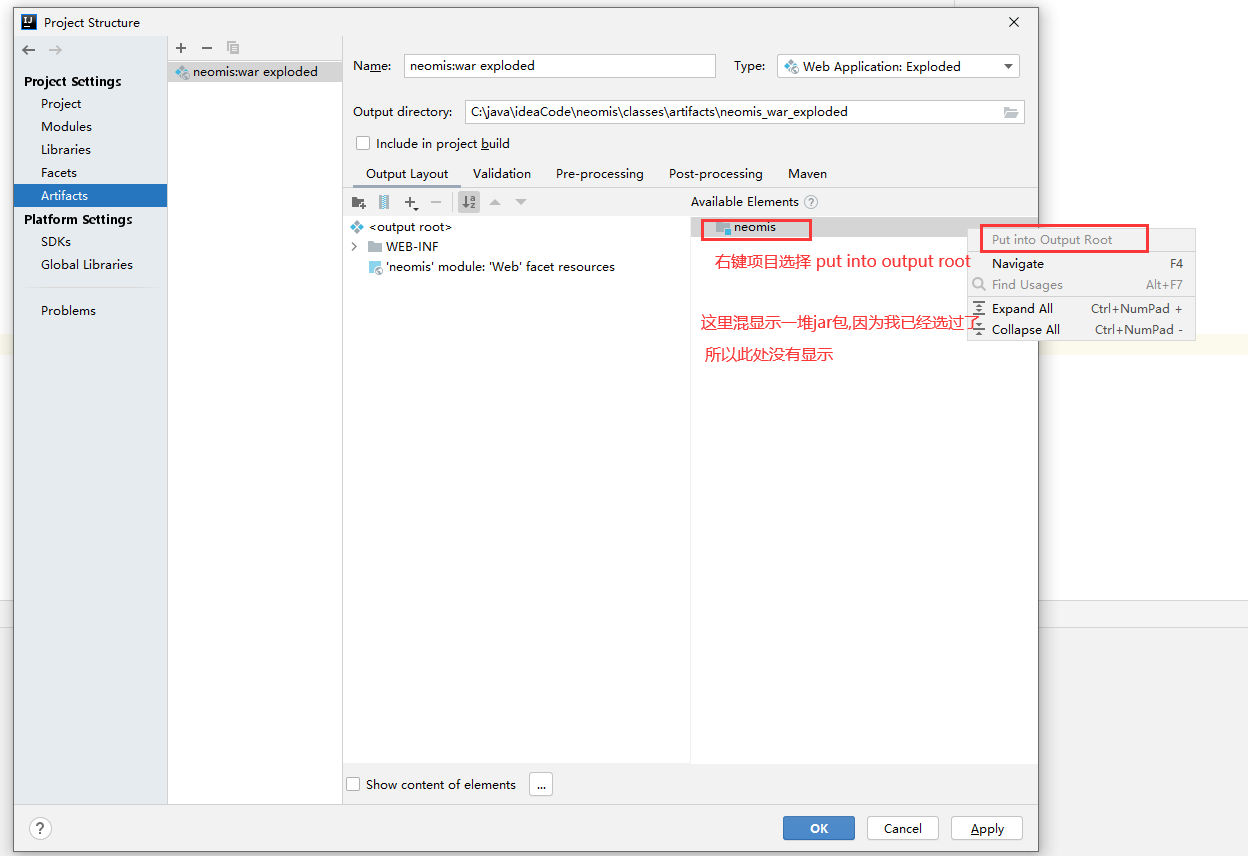 Project Structure
Project Settings
Project
Modules
Libraries
Facets
Artifacts
Platform Settings
SDKs
Global Libraries
Problems
neomis:war exploded
Name: neomis:war exploded Type: Web Application: Exploded
Output directory: C:\java\ideaCode\neomis\classes\artifacts\neomis_war_exploded
Include in project build
Output Layout Validation Pre-processing Post-processing Maven
Available Elements ?
<output root>
WEB-INF
'neomis' module: 'Web' facet resources
neomis
右键项目选择 put into output root
这里混显示一堆jar包,因为我已经选过了
所以此处没有显示
Put into Output Root
Navigate F4
Find Usages Alt+F7
Expand All Ctrl+NumPad +
Collapse All Ctrl+NumPad -
Show content of elements ...
? OK Cancel Apply